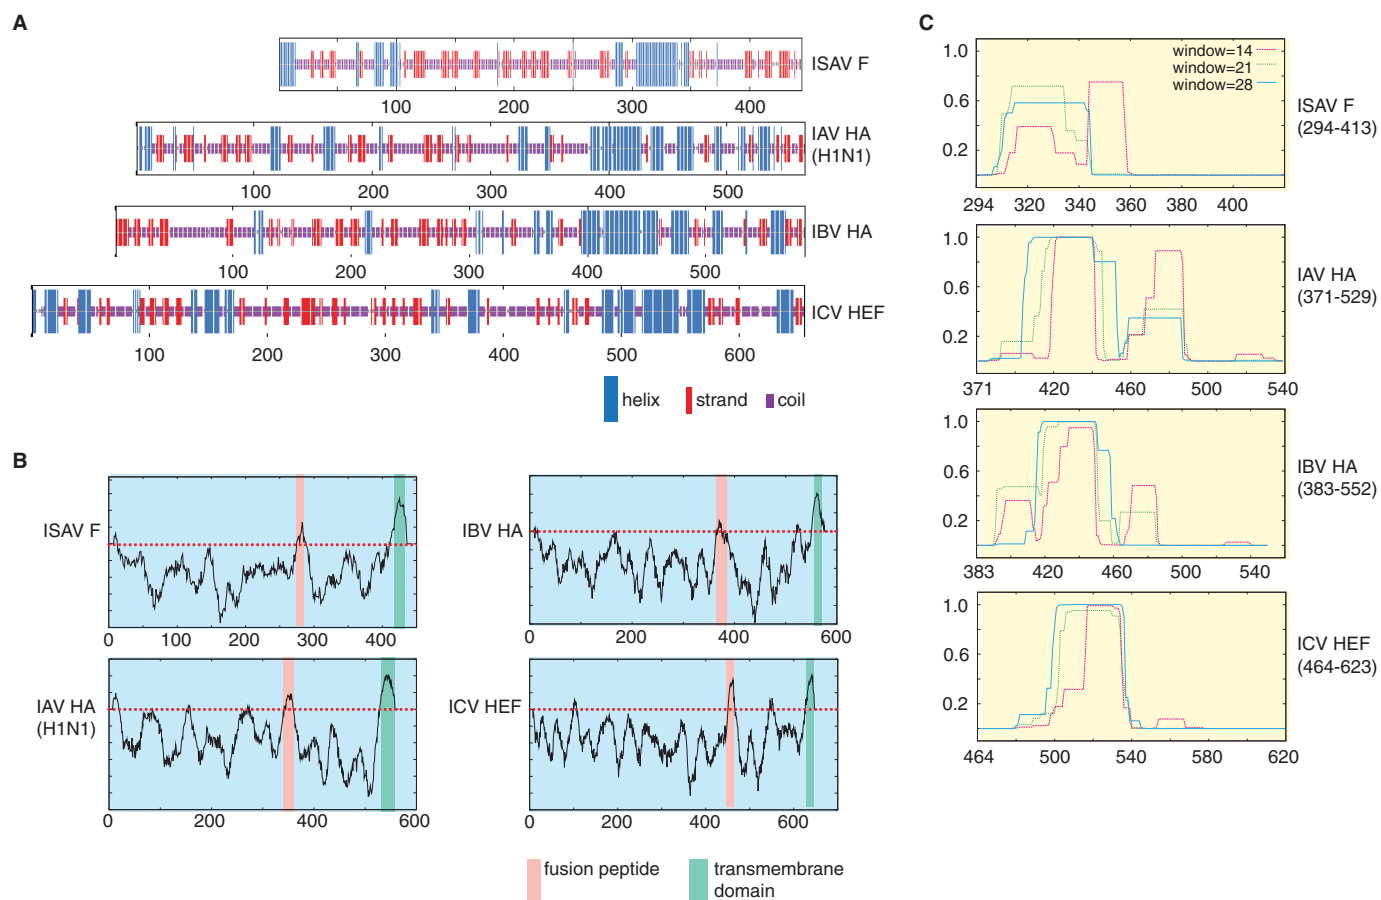 A
ISAV F
100 200 300 400
IAV HA
(H1N1)
100 200 300 400 500
IBV HA
100 200 300 400 500
ICV HEF
100 200 300 400 500 600
helix strand coil
B
ISAV F
0 100 200 300 400
IBV HA
0 200 400 600
IAV HA
(H1N1)
0 200 400 600
ICV HEF
0 200 400 600
fusion peptide
transmembrane
domain
C
1.0
0.6
0.2
window=14
window=21
window=28
ISAV F
(294-413)
294 320 340 360 380 400
1.0
0.6
0.2
IAV HA
(371-529)
371 420 460 500 540
1.0
0.6
0.2
IBV HA
(383-552)
383 420 460 500 540
1.0
0.6
0.2
ICV HEF
(464-623)
464 500 540 580 620